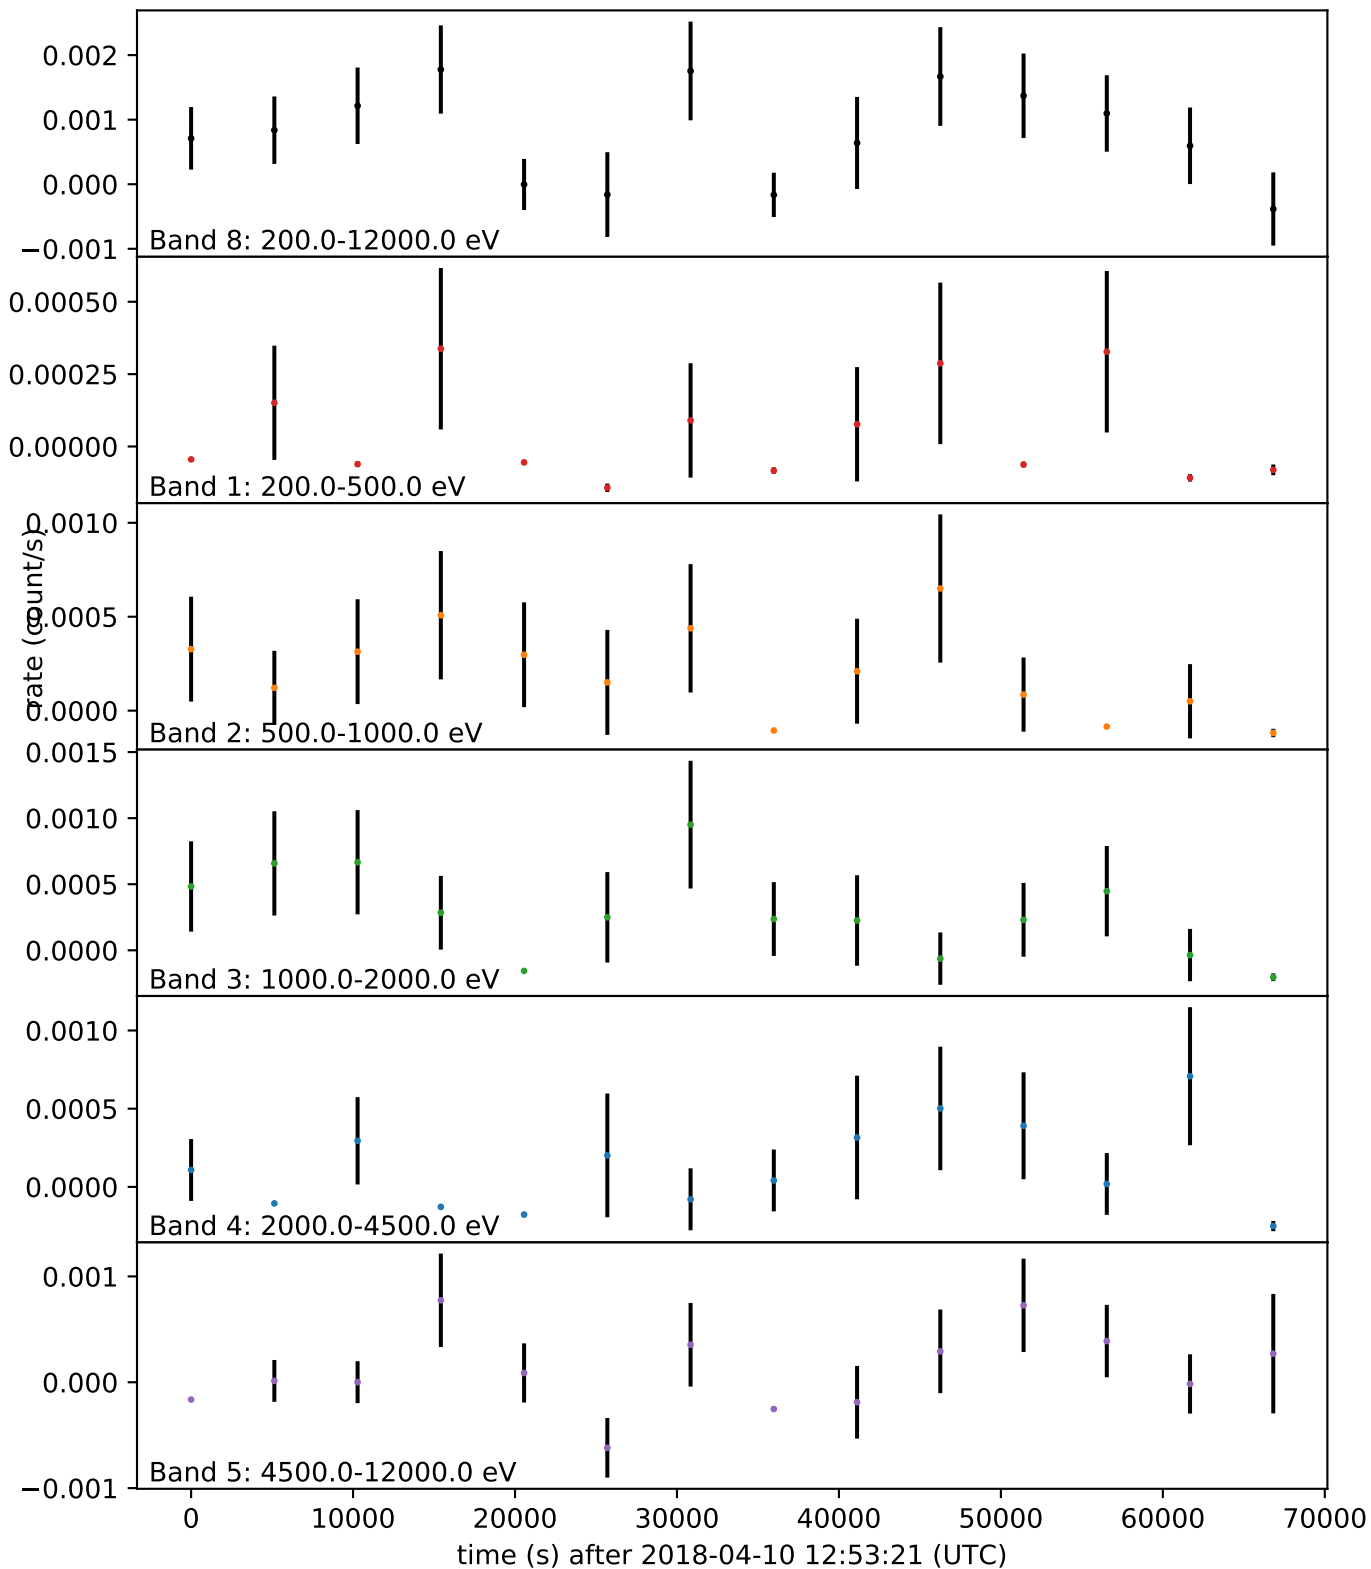 0.002
0.001
0.000
−0.001
Band 8: 200.0-12000.0 eV
0.00050
0.00025
0.00000
Band 1: 200.0-500.0 eV
rate (count/s)
0.0010
0.0005
0.0000
Band 2: 500.0-1000.0 eV
0.0015
0.0010
0.0005
0.0000
Band 3: 1000.0-2000.0 eV
0.0010
0.0005
0.0000
Band 4: 2000.0-4500.0 eV
0.001
0.000
−0.001
Band 5: 4500.0-12000.0 eV
0 10000 20000 30000 40000 50000 60000 70000
time (s) after 2018-04-10 12:53:21 (UTC)